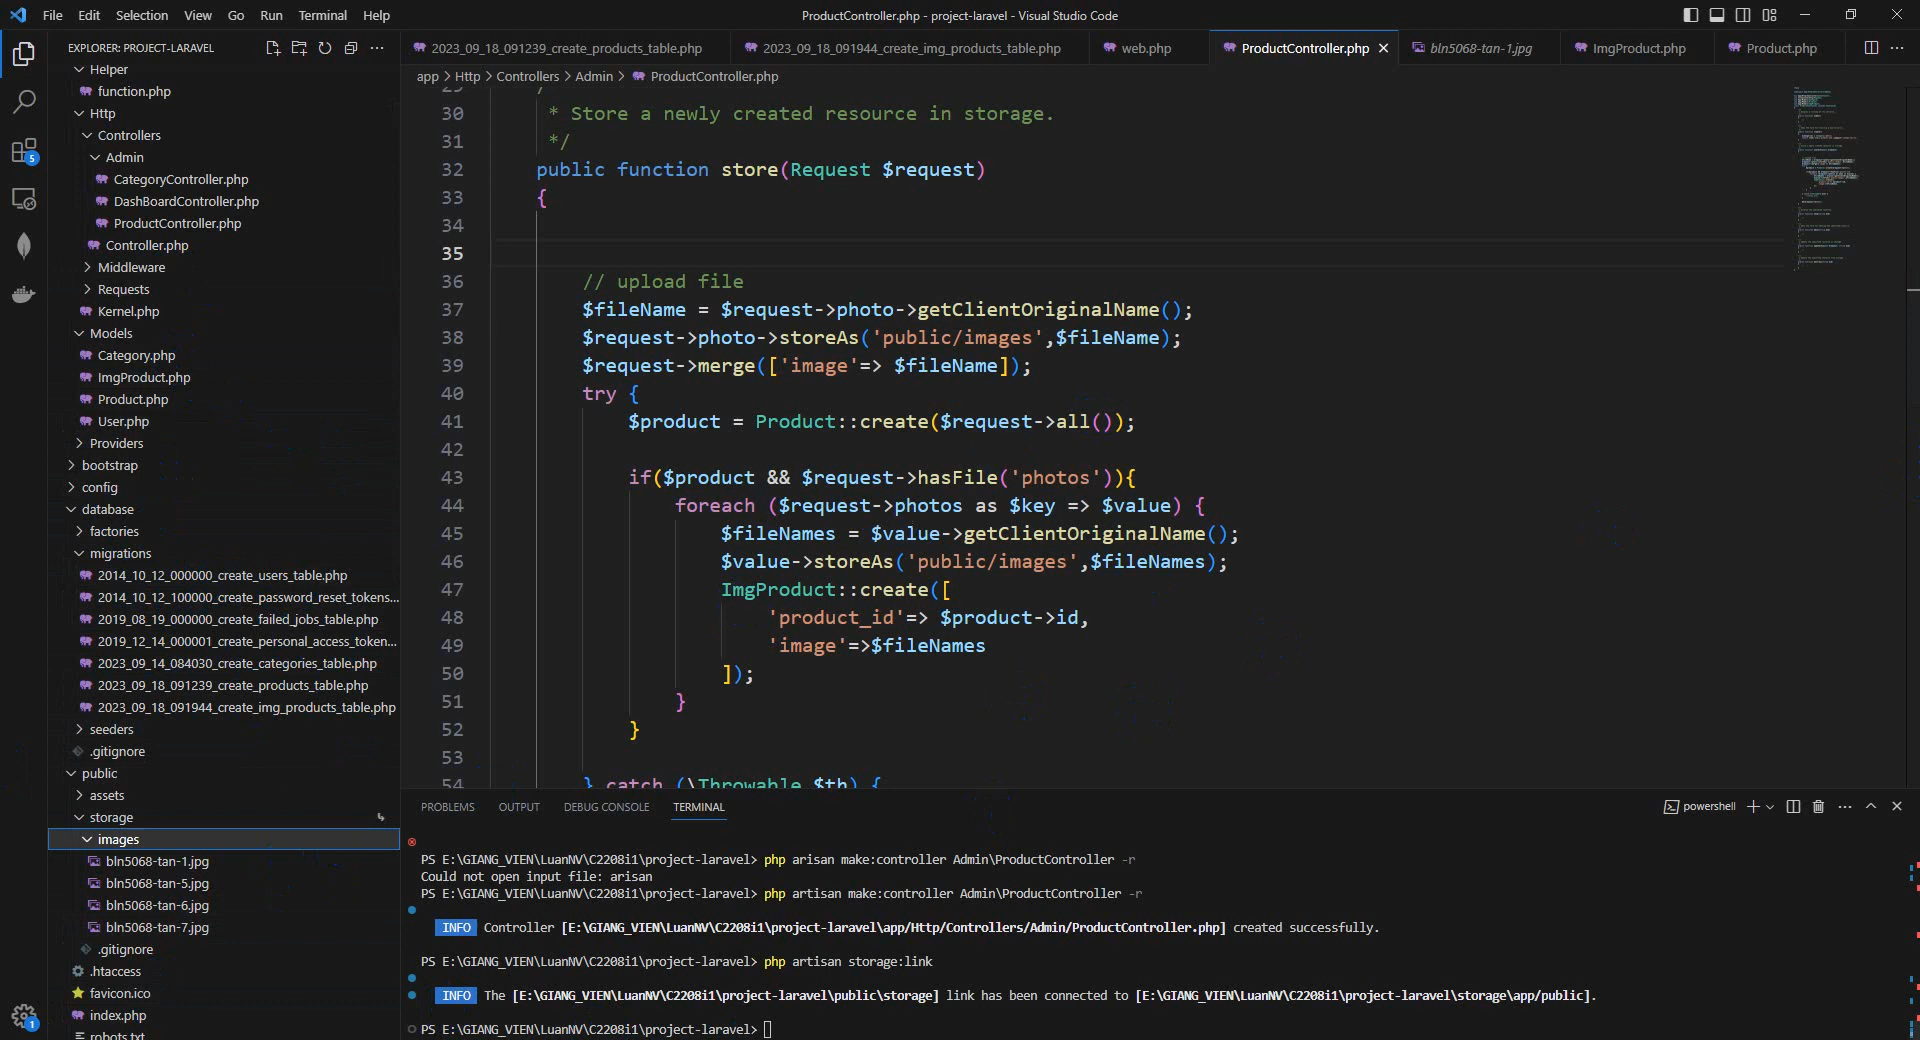 File Edit Selection View Go Run Terminal Help
ProductController.php - project-laravel - Visual Studio Code
EXPLORER: PROJECT-LARAVEL
Helper
function.php
Http
Controllers
Admin
CategoryController.php
DashBoardController.php
ProductController.php
Controller.php
Middleware
Requests
Kernel.php
Models
Category.php
ImgProduct.php
Product.php
User.php
Providers
bootstrap
config
database
factories
migrations
2014_10_12_000000_create_users_table.php
2014_10_12_100000_create_password_reset_tokens...
2019_08_19_000000_create_failed_jobs_table.php
2019_12_14_000001_create_personal_access_token...
2023_09_14_084030_create_categories_table.php
2023_09_18_091239_create_products_table.php
2023_09_18_091944_create_img_products_table.php
seeders
.gitignore
public
assets
storage
images
bln5068-tan-1.jpg
bln5068-tan-5.jpg
bln5068-tan-6.jpg
bln5068-tan-7.jpg
.gitignore
.htaccess
favicon.ico
index.php
robots.txt
5
1
2023_09_18_091239_create_products_table.php 2023_09_18_091944_create_img_products_table.php web.php ProductController.php bln5068-tan-1.jpg ImgProduct.php Product.php
app > Http > Controllers > Admin > ProductController.php
29 /
30 * Store a newly created resource in storage.
31 */
32 public function store(Request $request)
33 {
34
35
36 // upload file
37 $fileName = $request->photo->getClientOriginalName();
38 $request->photo->storeAs('public/images',$fileName);
39 $request->merge(['image'=> $fileName]);
40 try {
41 $product = Product::create($request->all());
42
43 if($product && $request->hasFile('photos')){
44 foreach ($request->photos as $key => $value) {
45 $fileNames = $value->getClientOriginalName();
46 $value->storeAs('public/images',$fileNames);
47 ImgProduct::create([
48 'product_id'=> $product->id,
49 'image'=>$fileNames
50 ]);
51 }
52 }
53
54 } catch (\Throwable $th) {
PROBLEMS OUTPUT DEBUG CONSOLE TERMINAL
powershell
PS E:\GIANG_VIEN\LuanNV\C2208i1\project-laravel> php arisan make:controller Admin\ProductController -r
Could not open input file: arisan
PS E:\GIANG_VIEN\LuanNV\C2208i1\project-laravel> php artisan make:controller Admin\ProductController -r
INFO Controller [E:\GIANG_VIEN\LuanNV\C2208i1\project-laravel\app/Http/Controllers/Admin/ProductController.php] created successfully.
PS E:\GIANG_VIEN\LuanNV\C2208i1\project-laravel> php artisan storage:link
INFO The [E:\GIANG_VIEN\LuanNV\C2208i1\project-laravel\public\storage] link has been connected to [E:\GIANG_VIEN\LuanNV\C2208i1\project-laravel\storage\app/public].
PS E:\GIANG_VIEN\LuanNV\C2208i1\project-laravel>